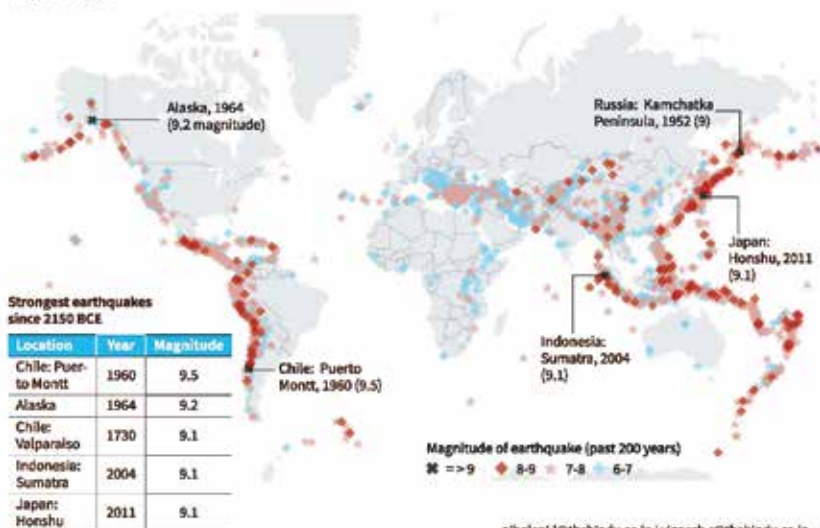 Alaska, 1964
(9.2 magnitude)
Russia: Kamchatka
Peninsula, 1952 (9)
Japan:
Honshu, 2011
(9.1)
Indonesia:
Sumatra, 2004
(9.1)
Chile: Puerto
Montt, 1960 (9.5)
Strongest earthquakes
since 2150 BCE
Location Year Magnitude
Chile: Puer-
to Montt 1960 9.5
Alaska 1964 9.2
Chile:
Valparaiso 1730 9.1
Indonesia:
Sumatra 2004 9.1
Japan:
Honshu 2011 9.1
Magnitude of earthquake (past 200 years)
=>9 8-9 7-8 6-7